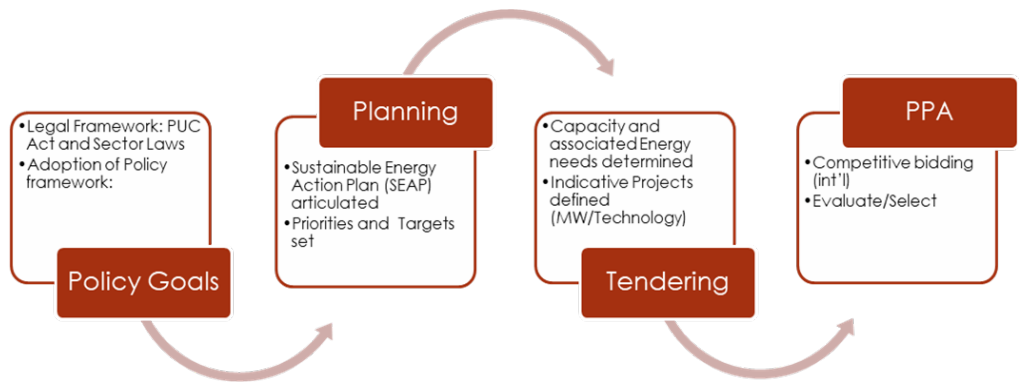 •Legal Framework: PUC
Act and Sector Laws
•Adoption of Policy
framework:
Policy Goals
Planning
•Sustainable Energy
Action Plan (SEAP)
articulated
•Priorities and Targets
set
•Capacity and
associated Energy
needs determined
•Indicative Projects
defined
(MW/Technology)
Tendering
PPA
•Competitive bidding
(int'l)
•Evaluate/Select